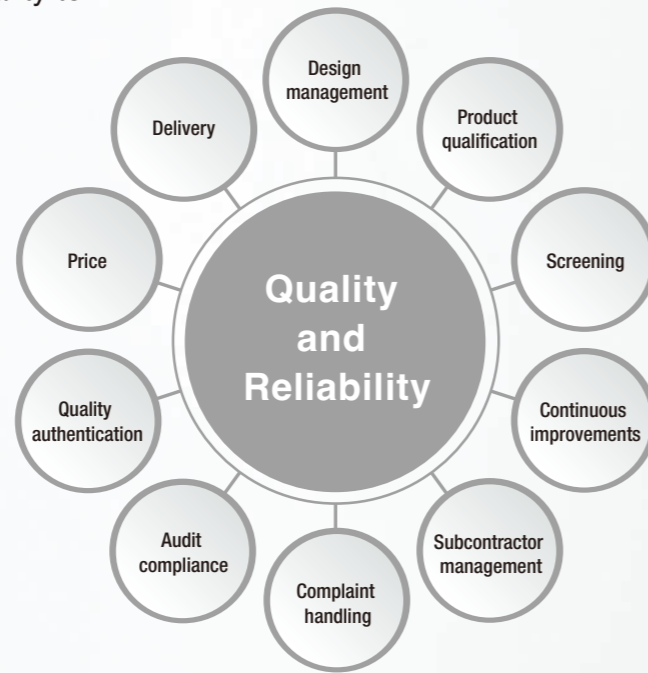 Design
management
Product
qualification
Screening
Continuous
improvements
Subcontractor
management
Complaint
handling
Audit
compliance
Quality
authentication
Price
Delivery
Quality
and
Reliability